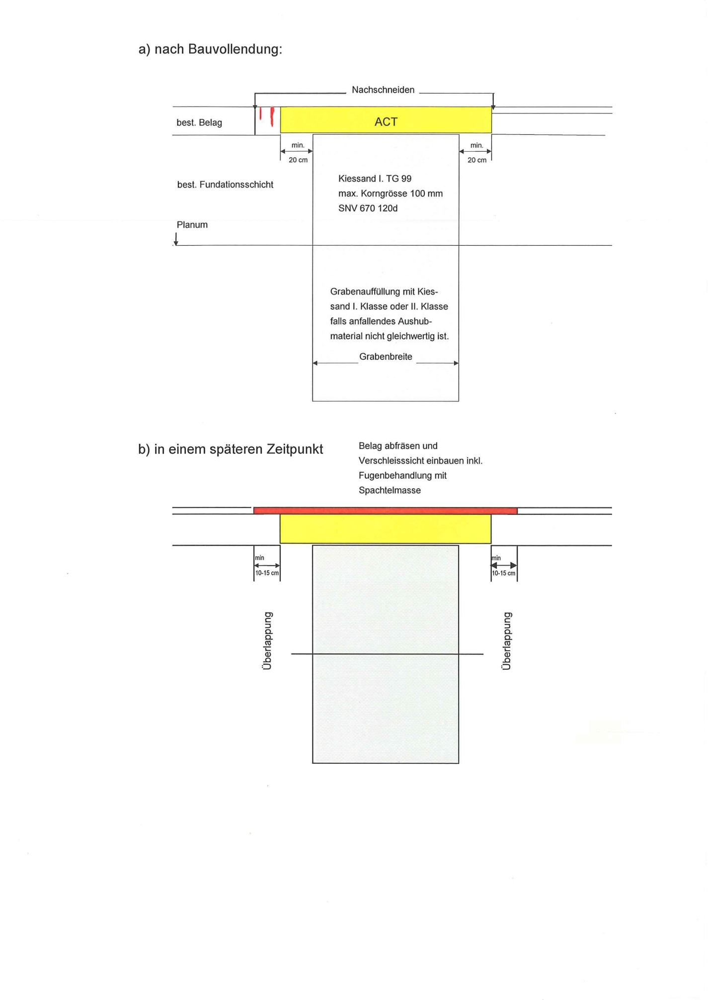 a) nach Bauvollendung:
Nachschneiden
best. Belag
ACT
min.
20 cm
min.
20 cm
best. Fundationsschicht
Kiessand I. TG 99
max. Korngrösse 100 mm
SNV 670 120d
Planum
Grabenauffüllung mit Kies-
sand I. Klasse oder II. Klasse
falls anfallendes Aushub-
material nicht gleichwertig ist.
Grabenbreite
b) in einem späteren Zeitpunkt
Belag abfräsen und
Verschleisssicht einbauen inkl.
Fugenbehandlung mit
Spachtelmasse
min
10-15 cm
min
10-15 cm
Überlappung
Überlappung